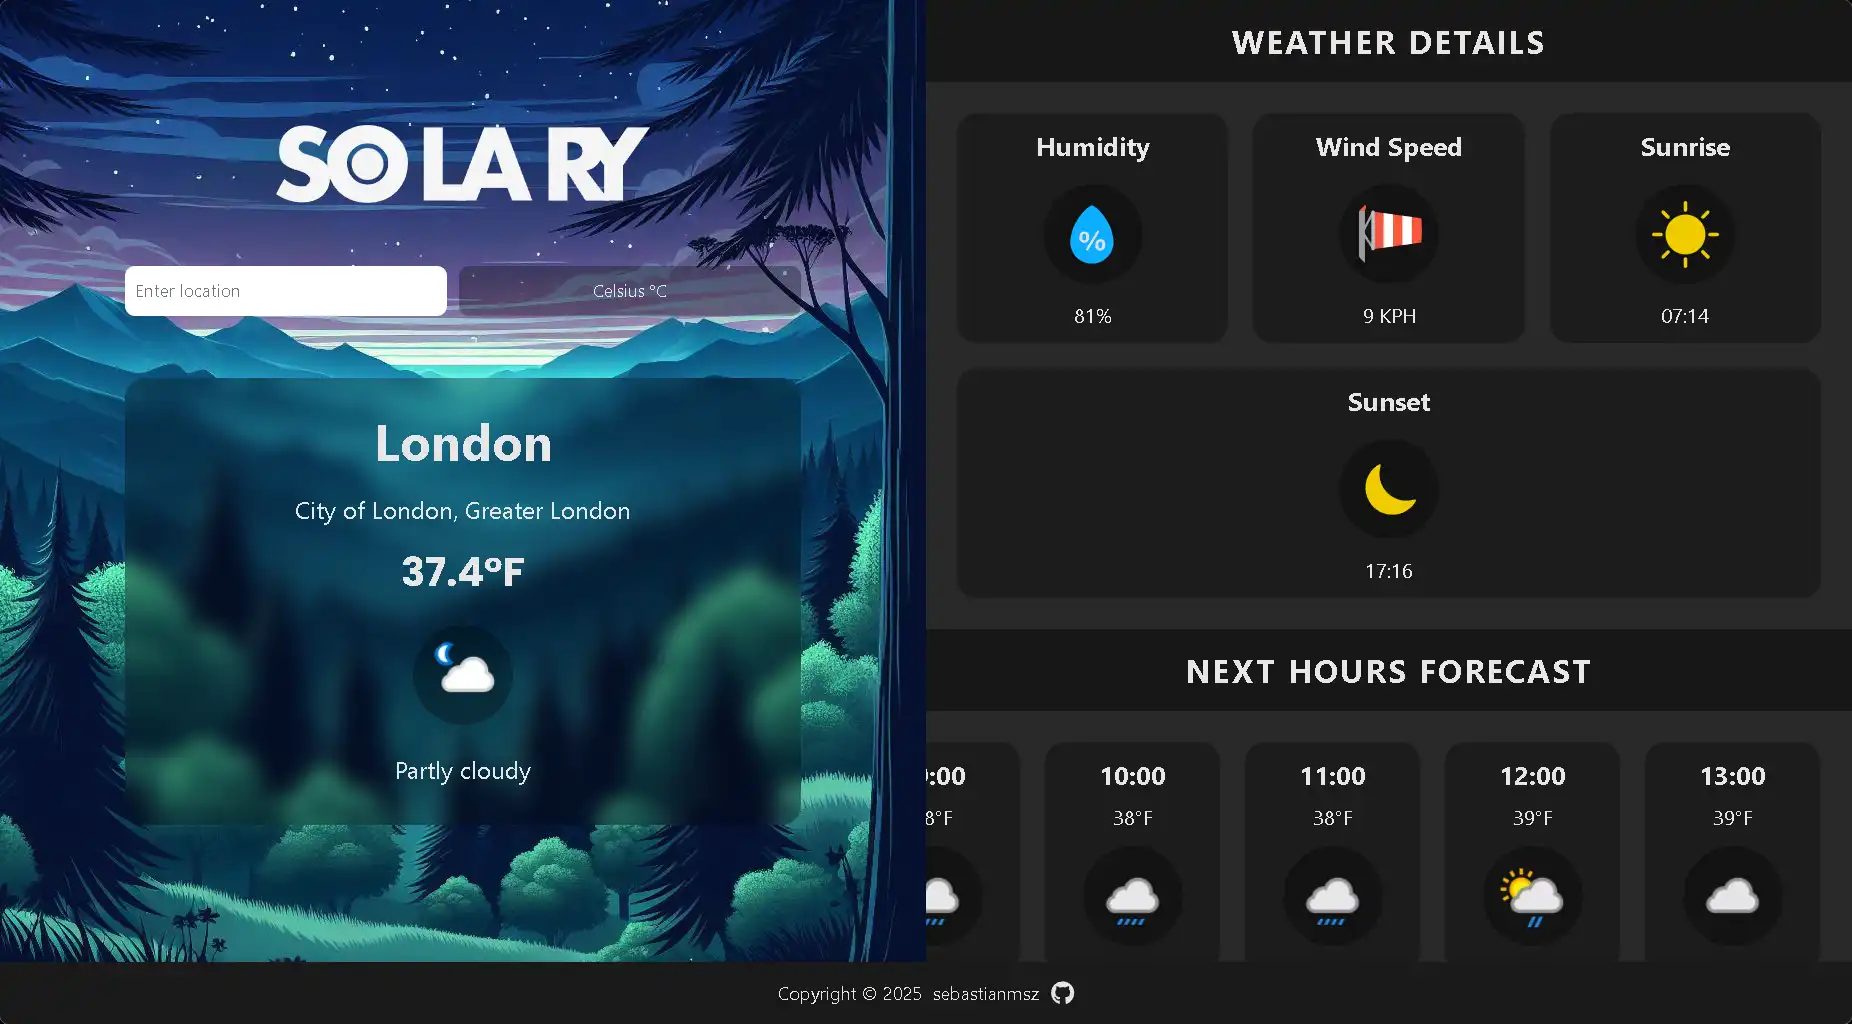 SOLARY
Enter location
Celsius °C
London
City of London, Greater London
37.4°F
Partly cloudy
WEATHER DETAILS
Humidity
%
81%
Wind Speed
9 KPH
Sunrise
07:14
Sunset
17:16
NEXT HOURS FORECAST
:00
8°F
10:00
38°F
11:00
38°F
12:00
39°F
13:00
39°F
Copyright © 2025 sebastianmsz